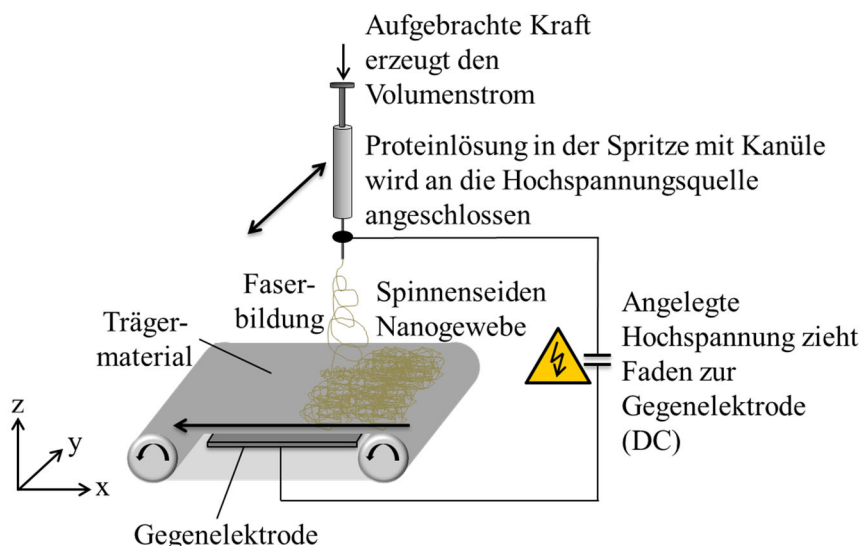 Aufgebrachte Kraft
erzeugt den
Volumenstrom
Proteinlösung in der Spritze mit Kanüle
wird an die Hochspannungsquelle
angeschlossen
Faser-
bildung
Spinnenseiden
Nanogewebe
Träger-
material
Angelegte
Hochspannung zieht
Faden zur
Gegenelektrode
(DC)
z
y
x
Gegenelektrode